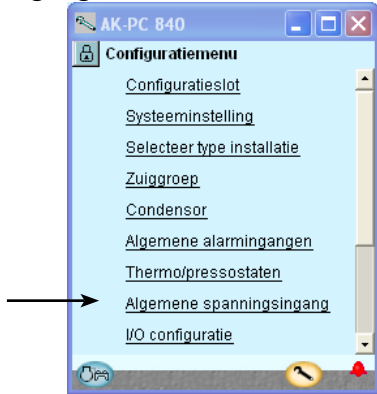 AK-PC 840
Configuratiemenu
Configuratieslot
Systeeminstelling
Selecteer type installatie
Zuiggroep
Condensor
Algemene alarmingangen
Thermo/pressostaten
Algemene spanningsingang
I/O configuratie